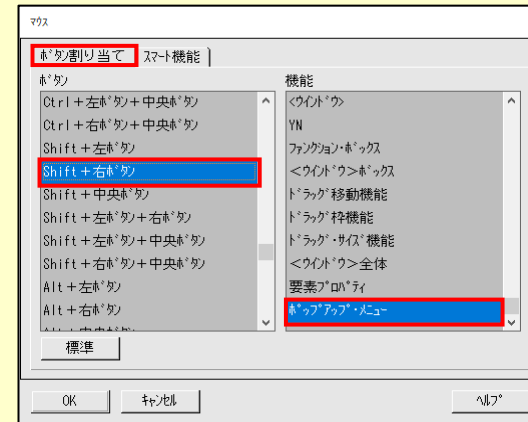 マウス
ボタン割り当て スマート機能
ボタン
Ctrl+左ボタン+中央ボタン
Ctrl+右ボタン+中央ボタン
Shift+左ボタン
Shift+右ボタン
Shift+中央ボタン
Shift+左ボタン+右ボタン
Shift+左ボタン+中央ボタン
Shift+右ボタン+中央ボタン
Alt+左ボタン
Alt+右ボタン
機能
<ウインドウ>
YN
ファンクション・ボックス
<ウインドウ>ボックス
ドラッグ移動機能
ドラッグ枠機能
ドラッグ・サイズ機能
<ウインドウ>全体
要素プロパティ
ポップアップ・メニュー
標準
OK キャンセル ヘルプ